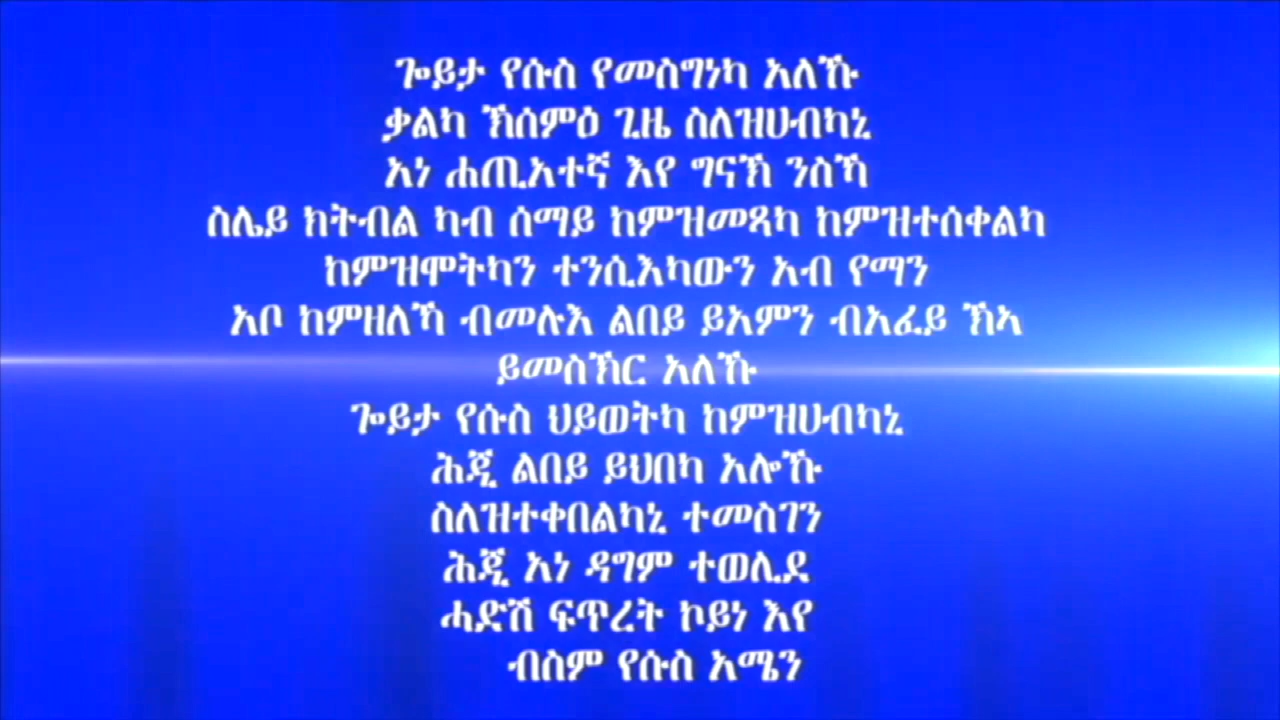 ጐይታ የሱስ የመስግነካ አለኹ
ቃልካ ኽሰምዕ ጊዜ ስለዝሀብካኒ
አነ ሐጢአተኛ እየ ግናኽ ንስኻ
ስሌይ ክትብል ካብ ሰማይ ከምዝመጻካ ከምዝተሰቀልካ
ከምዝሞትካን ተንሲእካውን አብ የማን
አቦ ከምዘለኻ ብመሉእ ልበይ ይአምን ብአፈይ ኽኣ
ይመስኽር አለኹ
ጐይታ የሱስ ህይወትካ ከምዝሀብካኒ
ሕጂ ልበይ ይህበካ አሎኹ
ስለዝተቀበልካኒ ተመስገን
ሕጂ አነ ዳግም ተወሊደ
ሓድሽ ፍጥረት ኮይነ እየ
ብስም የሱስ አሜን